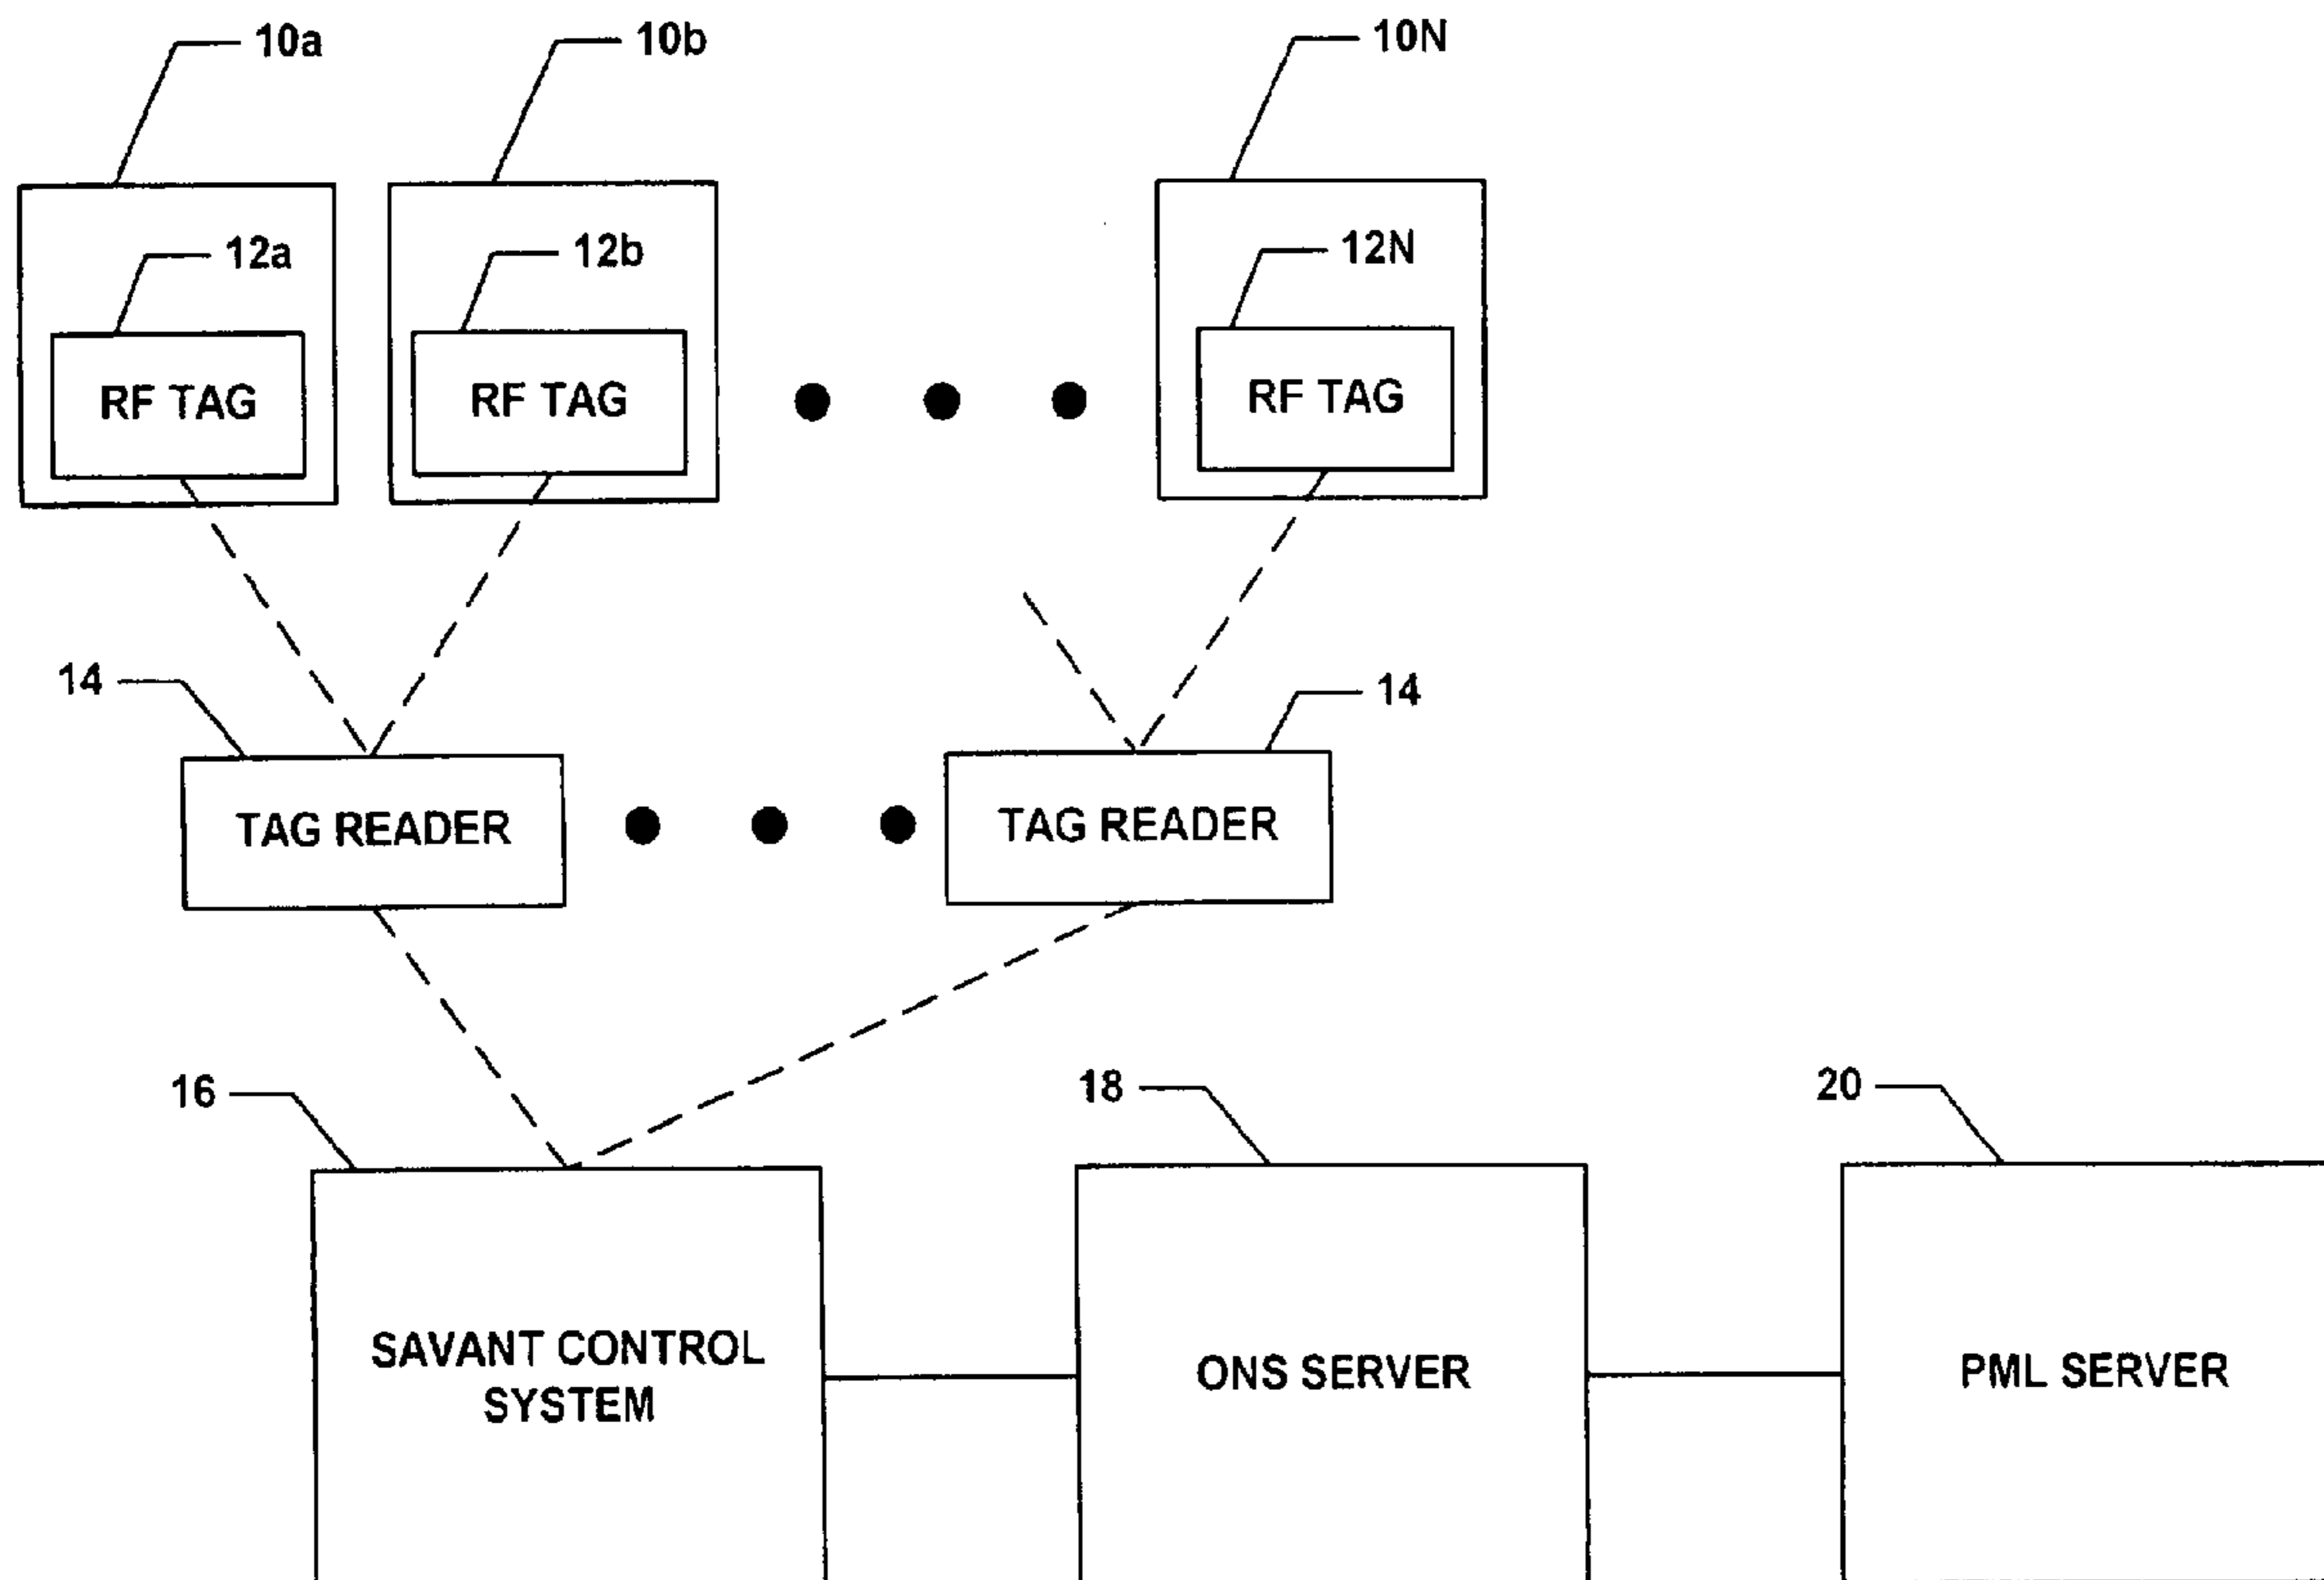 10a
10b
10N
12a
12b
12N
RF TAG
RF TAG
RF TAG
14
14
TAG READER
TAG READER
16
18
20
SAVANT CONTROL
SYSTEM
ONS SERVER
PML SERVER